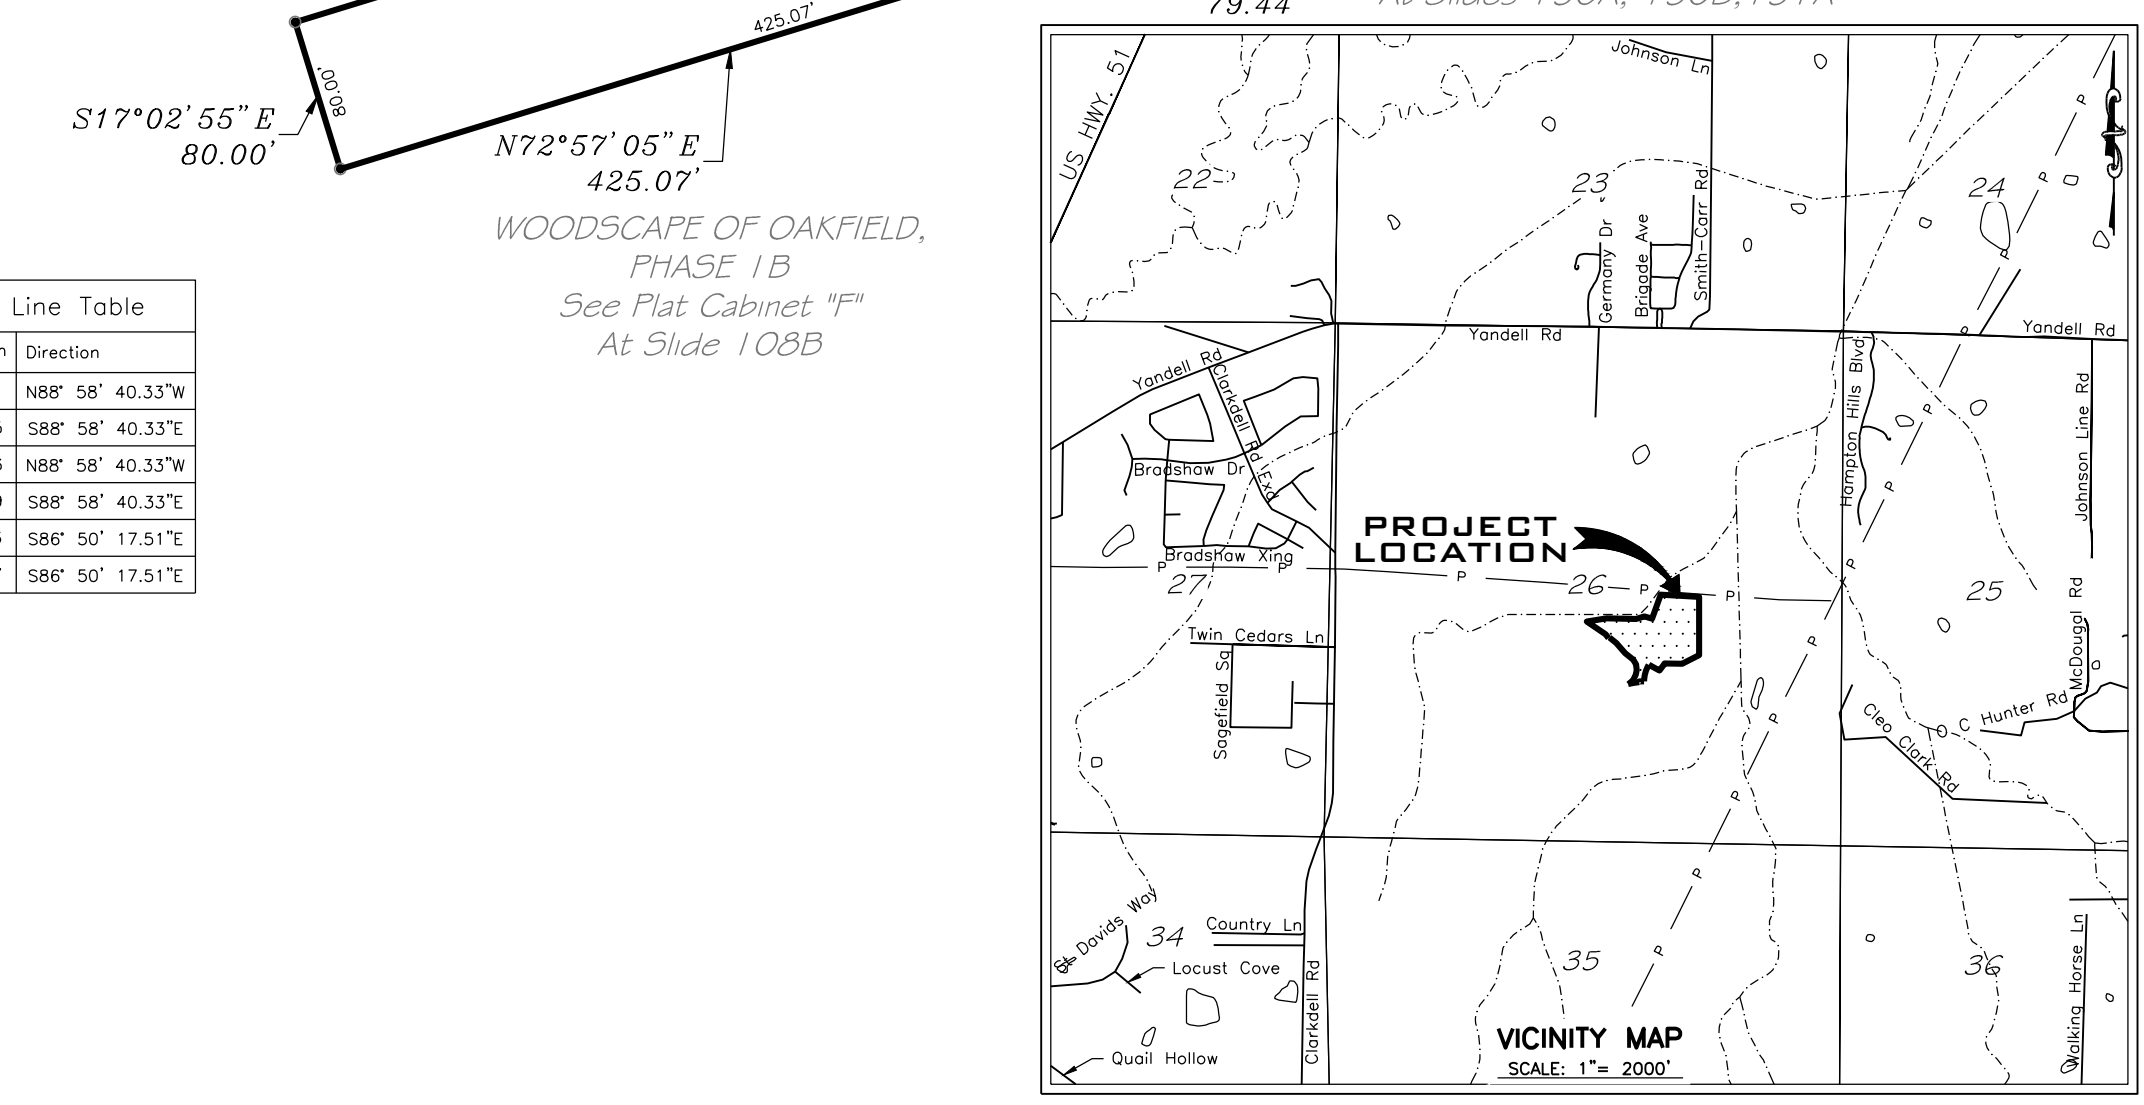 425.07'
79.44
80.00'
S17°02'55"E
80.00'
N72°57'05"E
425.07'
WOODSCAPE OF OAKFIELD,
PHASE 1B
See Plat Cabinet "F"
At Slide 108B
Line Table
Direction
N88° 58' 40.33"W
S88° 58' 40.33"E
N88° 58' 40.33"W
S88° 58' 40.33"E
S86° 50' 17.51"E
S86° 50' 17.51"E
US HWY. 51
Johnson Ln
22
23
24
P
P
P
P
Germany Dr
Brigade Ave
Smith-Carr Rd
Yandell Rd
Yandell Rd
Yandell Rd
Clarkdell Rd Exd
Bradshaw Dr
Bradshaw Xing
Hampton Hills Blvd
Johnson Line Rd
P
P
P
PROJECT
LOCATION
P
P
P
P
P
27
26
25
Twin Cedars Ln
Sagefield Sq
McDougal Rd
O C Hunter Rd
Cleo Clark Rd
P
P
P
P
P
St Davids Way
34
Country Ln
Locust Cove
Clarkdell Rd
35
36
Walking Horse Ln
Quail Hollow
VICINITY MAP
SCALE: 1"= 2000'